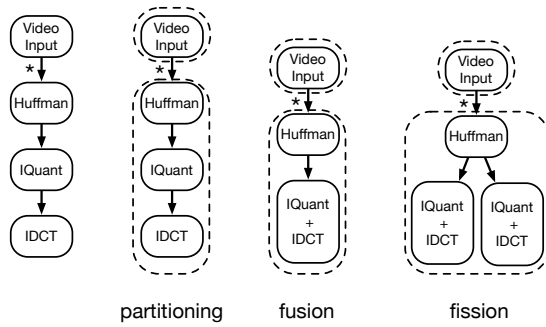 Video
Input
*
Huffman
IQuant
IDCT
Video
Input
*
Huffman
IQuant
IDCT
partitioning
Video
Input
*
Huffman
IQuant
+
IDCT
fusion
Video
Input
*
Huffman
IQuant
+
IDCT
IQuant
+
IDCT
fission